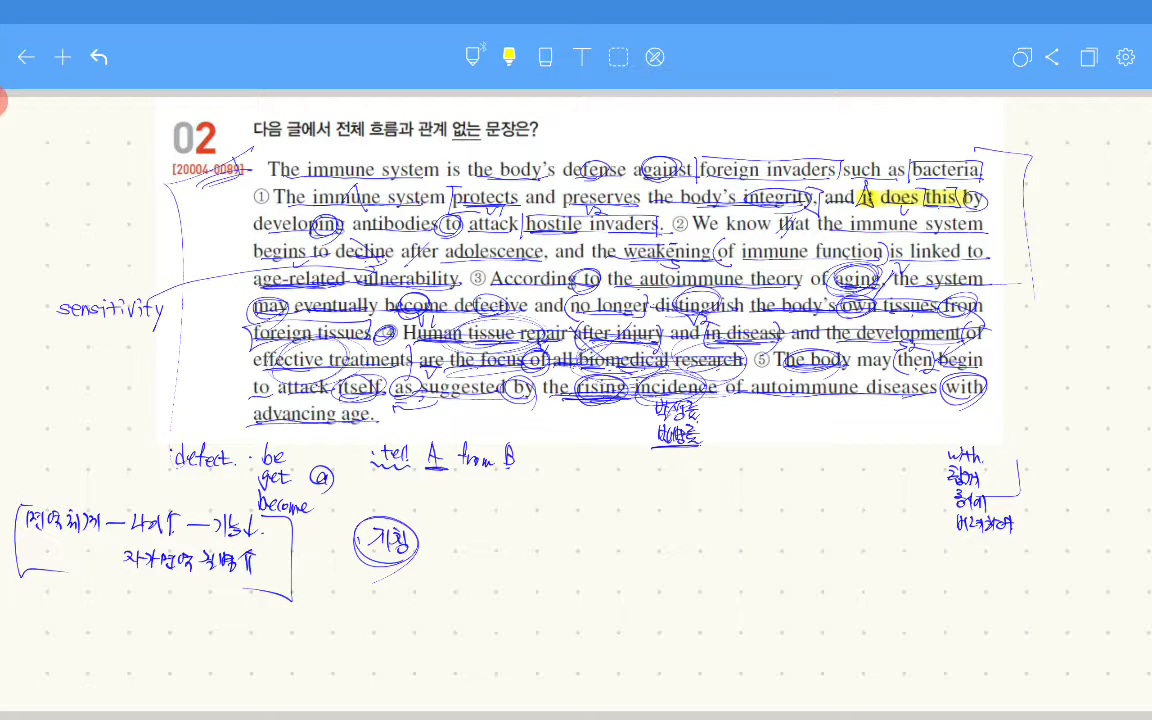 02
[20004-0089]
다음 글에서 전체 흐름과 관계 없는 문장은?
The immune system is the body's defense against foreign invaders such as bacteria.
① The immune system protects and preserves the body's integrity, and it does this by
developing antibodies to attack hostile invaders. ② We know that the immune system
begins to decline after adolescence, and the weakening of immune function is linked to
age-related vulnerability. ③ According to the autoimmune theory of aging, the system
may eventually become defective and no longer distinguish the body's own tissues from
foreign tissues. ④ Human tissue repair after injury and in disease and the development of
effective treatments are the focus of all biomedical research. ⑤ The body may then begin
to attack itself, as suggested by the rising incidence of autoimmune diseases with
advancing age.
sensitivity
발생률
defect. be
get ⓐ
become
tell A from B
with.
함께
면역체계 — 나이↑ — 기능↓
자가면역 질병↑